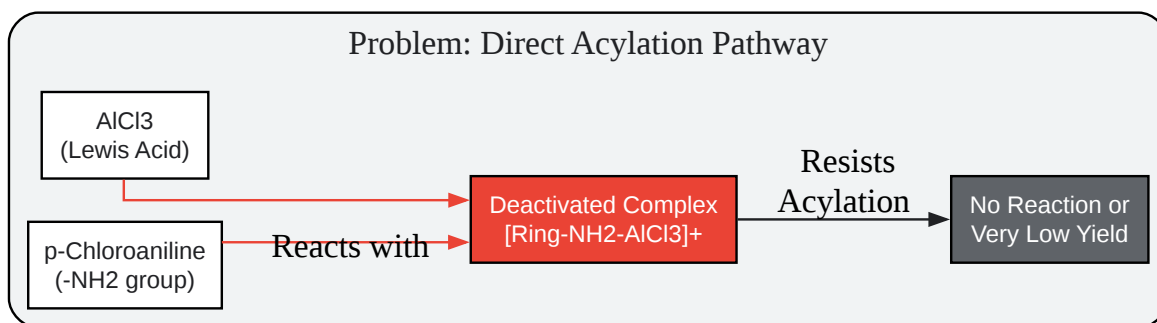 Problem: Direct Acylation Pathway
AlCl3
(Lewis Acid)
p-Chloroaniline
(-NH2 group)
Reacts with
Deactivated Complex
[Ring-NH2-AlCl3]+
Resists
Acylation
No Reaction or
Very Low Yield